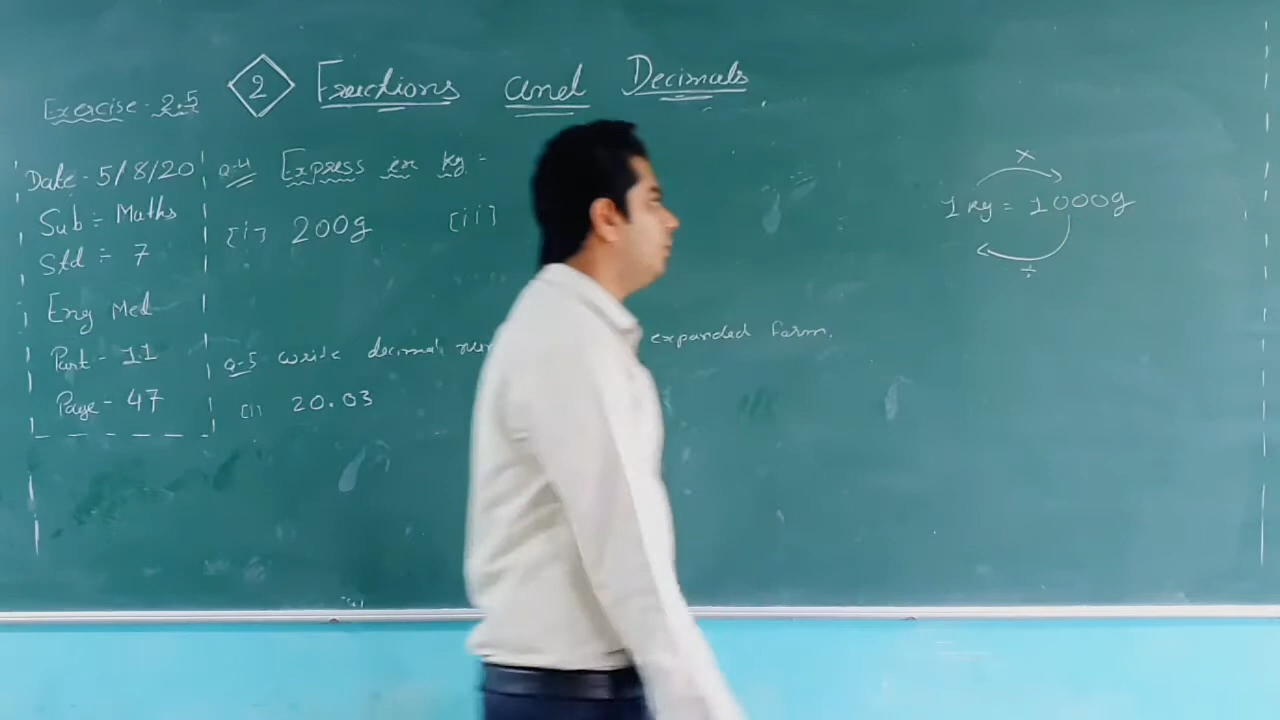 Exercise - 2.5
2 Fractions and Decimals
Date - 5/8/20
Sub = Maths
Std = 7
Eng Med
Part - 11
Page - 47
Q-4 Express in kg =
[i] 200g [ii]
Q-5 write decimal expanded form.
[i] 20.03
×
1 kg = 1000g
÷